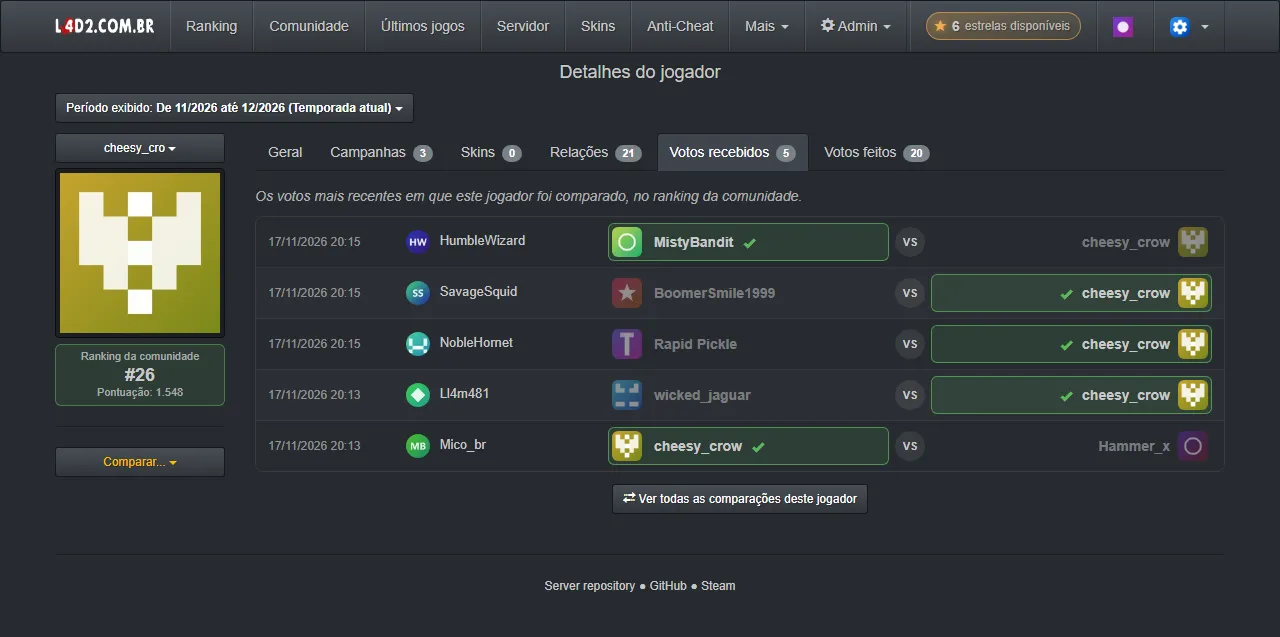 L4D2.COM.BR Ranking Comunidade Últimos jogos Servidor Skins Anti-Cheat Mais Admin 6 estrelas disponíveis
Detalhes do jogador
Período exibido: De 11/2026 até 12/2026 (Temporada atual)
cheesy_cro
Geral Campanhas 3 Skins 0 Relações 21 Votos recebidos 5 Votos feitos 20
Os votos mais recentes em que este jogador foi comparado, no ranking da comunidade.
17/11/2026 20:15 HW HumbleWizard MistyBandit VS cheesy_crow
17/11/2026 20:15 SS SavageSquid BoomerSmile1999 VS cheesy_crow
17/11/2026 20:15 NobleHornet T Rapid Pickle VS cheesy_crow
17/11/2026 20:13 Ll4m481 wicked_jaguar VS cheesy_crow
17/11/2026 20:13 MB Mico_br cheesy_crow VS Hammer_x
Ranking da comunidade
#26
Pontuação: 1.548
Comparar...
Ver todas as comparações deste jogador
Server repository ● GitHub ● Steam